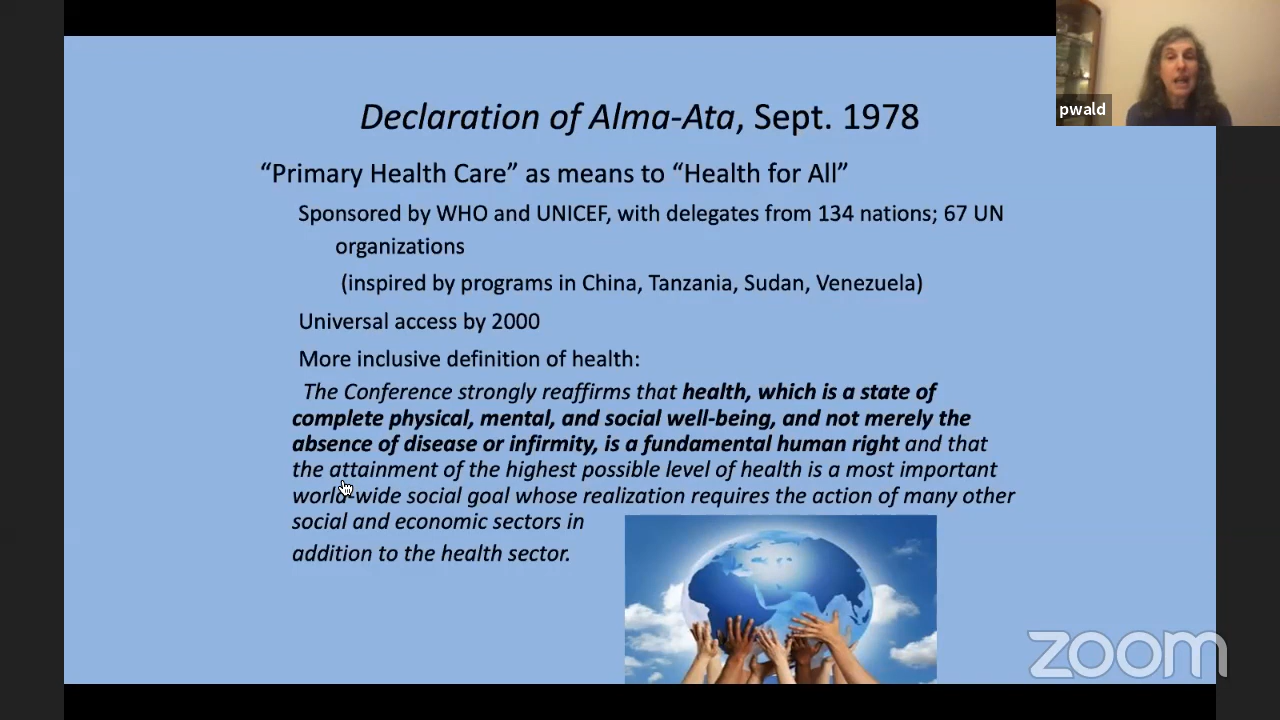 pwald
Declaration of Alma-Ata, Sept. 1978
“Primary Health Care” as means to “Health for All”
Sponsored by WHO and UNICEF, with delegates from 134 nations; 67 UN
organizations
(inspired by programs in China, Tanzania, Sudan, Venezuela)
Universal access by 2000
More inclusive definition of health:
The Conference strongly reaffirms that health, which is a state of
complete physical, mental, and social well-being, and not merely the
absence of disease or infirmity, is a fundamental human right and that
the attainment of the highest possible level of health is a most important
world-wide social goal whose realization requires the action of many other
social and economic sectors in
addition to the health sector.
zoom